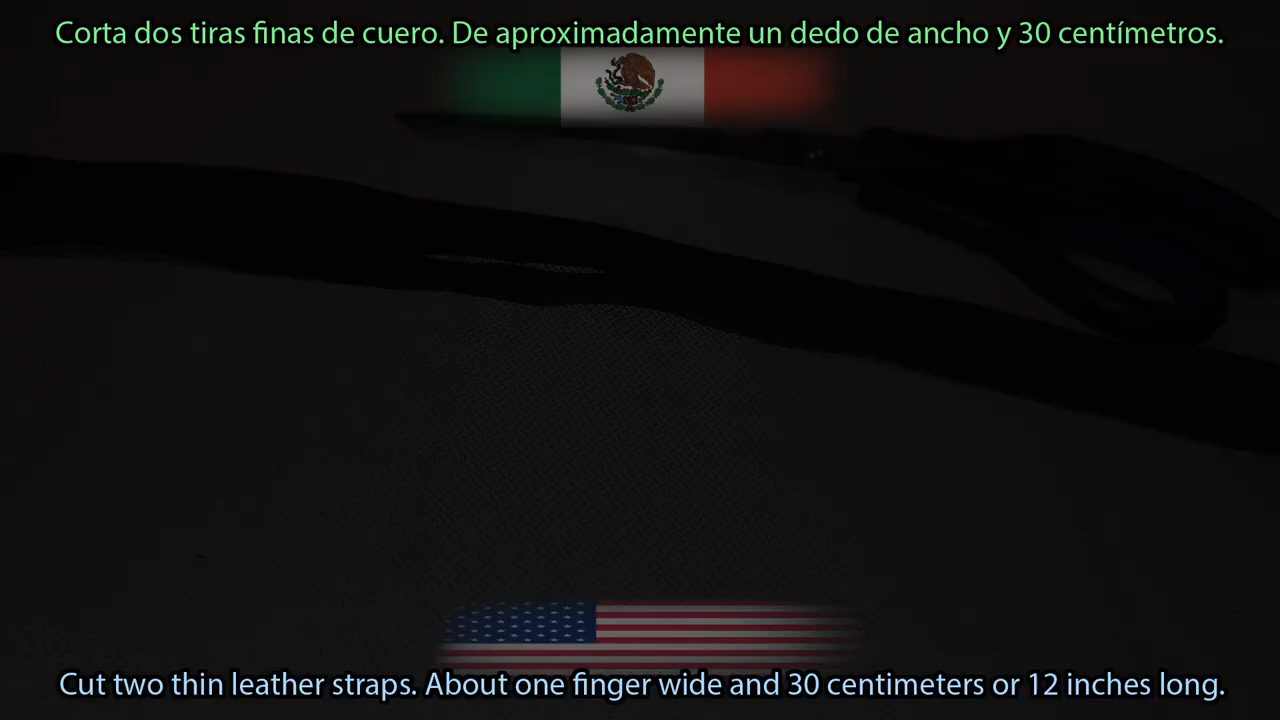 Corta dos tiras finas de cuero. De aproximadamente un dedo de ancho y 30 centímetros.
Cut two thin leather straps. About one finger wide and 30 centimeters or 12 inches long.